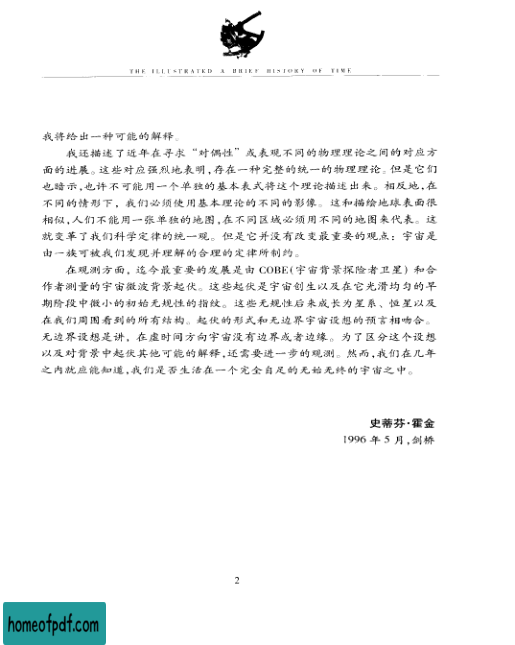 THE ILLUSTRATED A BRIEF HISTORY OF TIME
我将给出一种可能的解释。
我还描述了近年在寻求“对偶性”或表观不同的物理理论之间的对应方
面的进展。这些对应强烈地表明,存在一种完整的统一的物理理论。但是它们
也暗示,也许不可能用一个单独的基本表式将这个理论描述出来。相反地,在
不同的情形下,我们必须使用基本理论的不同的影像。这和描绘地球表面很
相似,人们不能用一张单独的地图,在不同区域必须用不同的地图来代表。这
就变革了我们科学定律的统一观。但是它并没有改变最重要的观点:宇宙是
由一族可被我们发现并理解的合理的定律所制约。
在观测方面,迄今最重要的发展是由 COBE(宇宙背景探险者卫星) 和合
作者测量的宇宙微波背景起伏。这些起伏是宇宙创生以及在它光滑均匀的早
期阶段中微小的初始无规性的指纹。这些无规性后来成长为星系、恒星以及
在我们周围看到的所有结构。起伏的形式和无边界宇宙设想的预言相吻合。
无边界设想是讲,在虚时间方向宇宙没有边界或者边缘。为了区分这个设想
以及对背景中起伏其他可能的解释,还需要进一步的观测。然而,我们在几年
之内就应能知道,我们是否生活在一个完全自足的无始无终的宇宙之中。
史蒂芬·霍金
1996 年 5 月,剑桥
2
homeofpdf.com